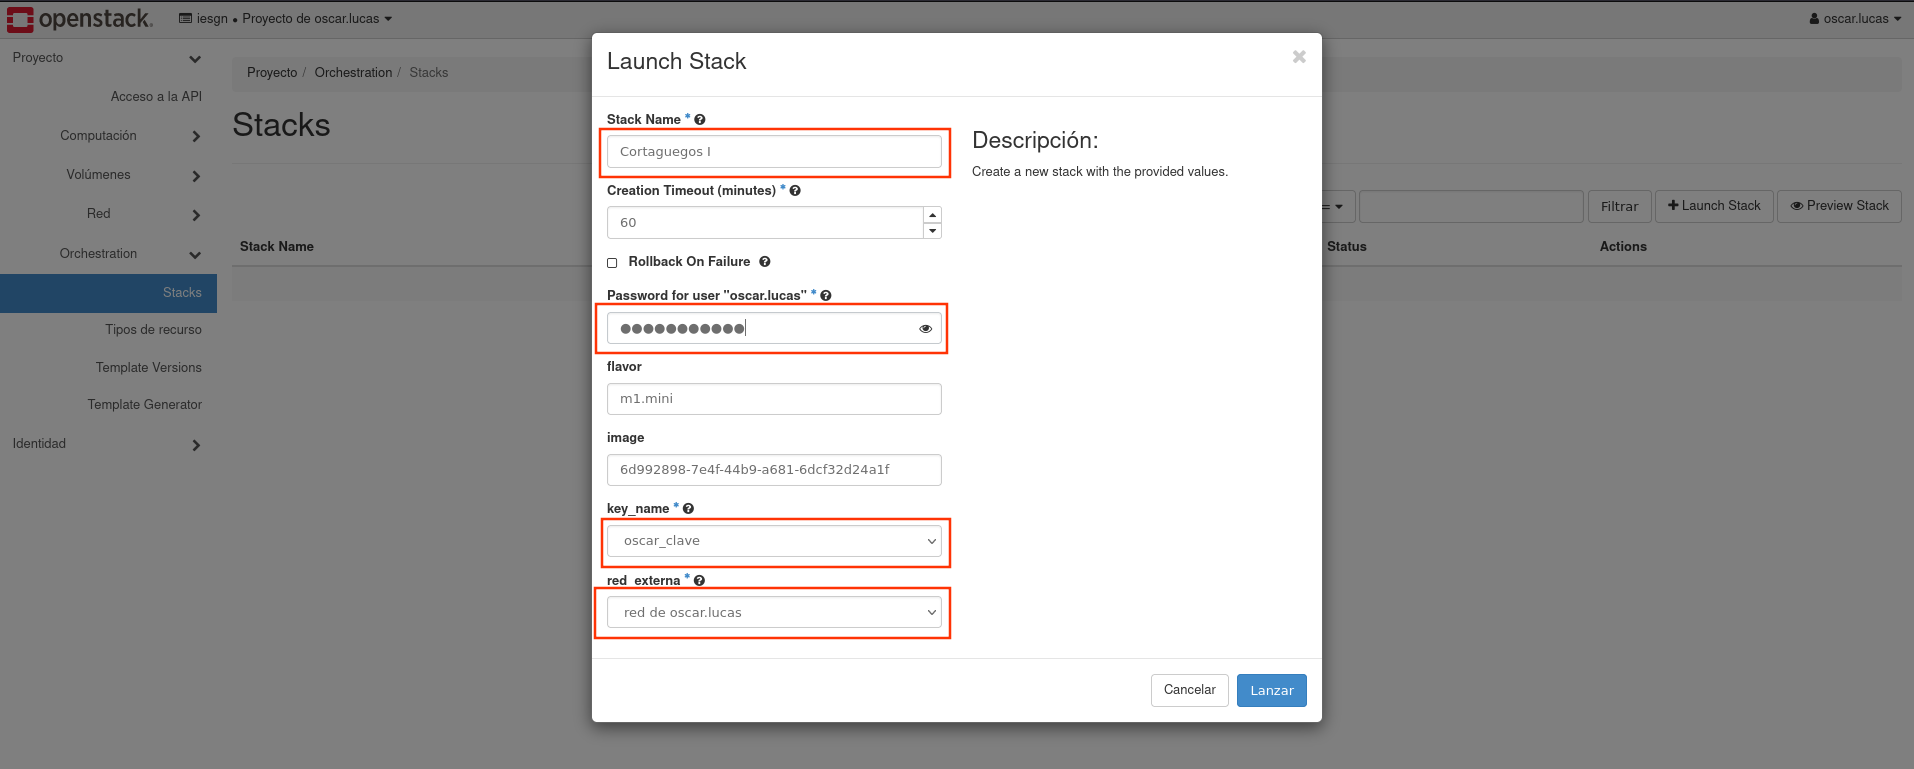 openstack.
iesgn • Proyecto de oscar.lucas
oscar.lucas
Proyecto
Acceso a la API
Computación
Volúmenes
Red
Orchestration
Stacks
Tipos de recurso
Template Versions
Template Generator
Identidad
Proyecto / Orchestration / Stacks
Stacks
= Filtrar Launch Stack Preview Stack
Stack Name Status Actions
Launch Stack
Stack Name *
Cortaguegos I
Creation Timeout (minutes) *
60
Rollback On Failure
Password for user "oscar.lucas" *
flavor
m1.mini
image
6d992898-7e4f-44b9-a681-6dcf32d24a1f
key_name *
oscar_clave
red_externa *
red de oscar.lucas
Descripción:
Create a new stack with the provided values.
Cancelar Lanzar